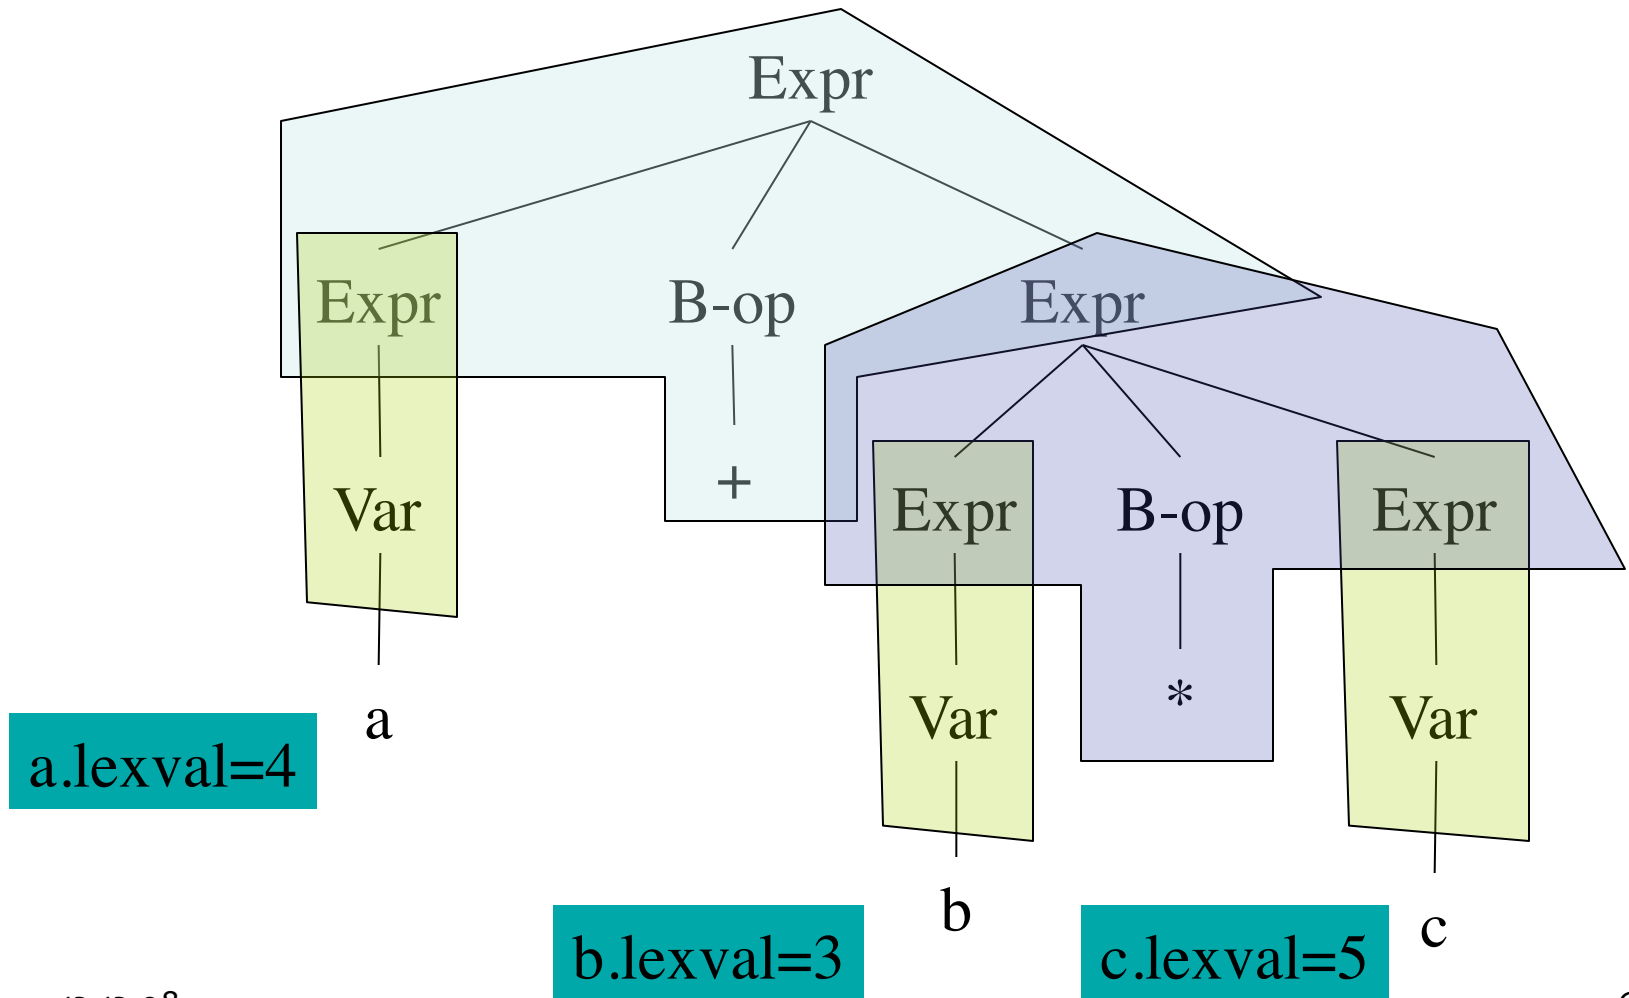 Expr
Expr B-op Expr
+
Var Expr B-op Expr
a Var * Var
a.lexval=4
b c
b.lexval=3 c.lexval=5